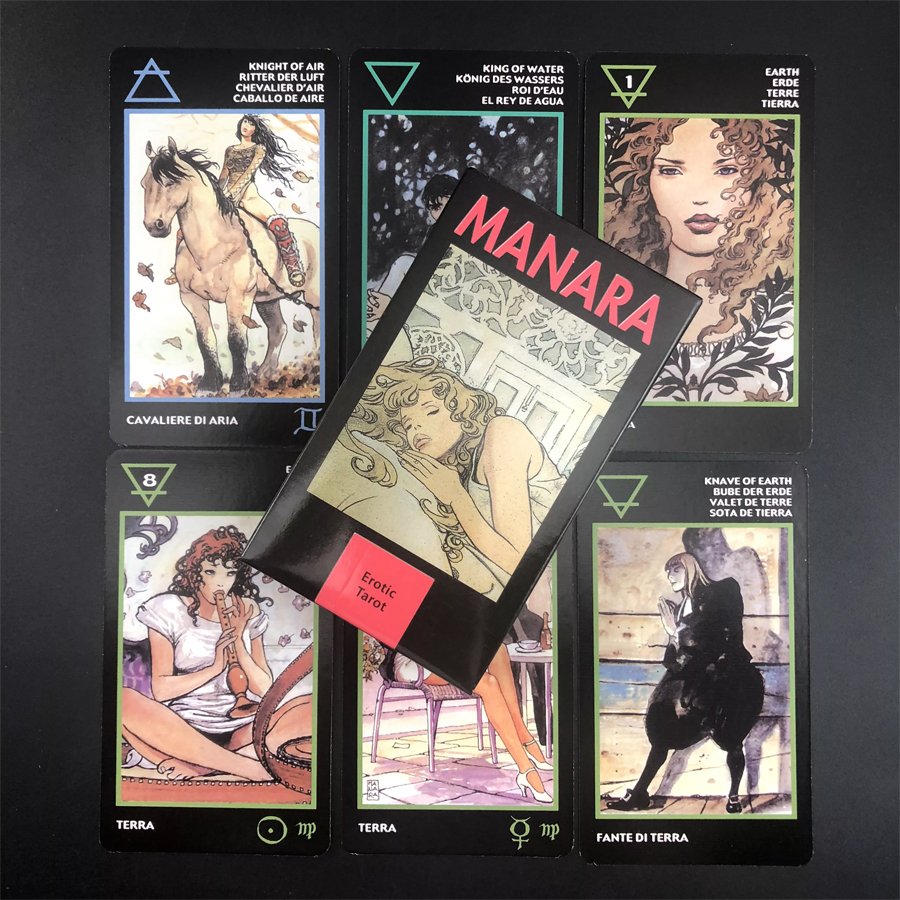 KNIGHT OF AIR
RITTER DER LUFT
CHEVALIER D'AIR
CABALLO DE AIRE
CAVALIERE DI ARIA
KING OF WATER
KÖNIG DES WASSERS
ROI D'EAU
EL REY DE AGUA
1
EARTH
ERDE
TERRE
TIERRA
MANARA
Erotic
Tarot
8
TERRA
TERRA
MANARA
KNAVE OF EARTH
BUBE DER ERDE
VALET DE TERRE
SOTA DE TIERRA
FANTE DI TERRA